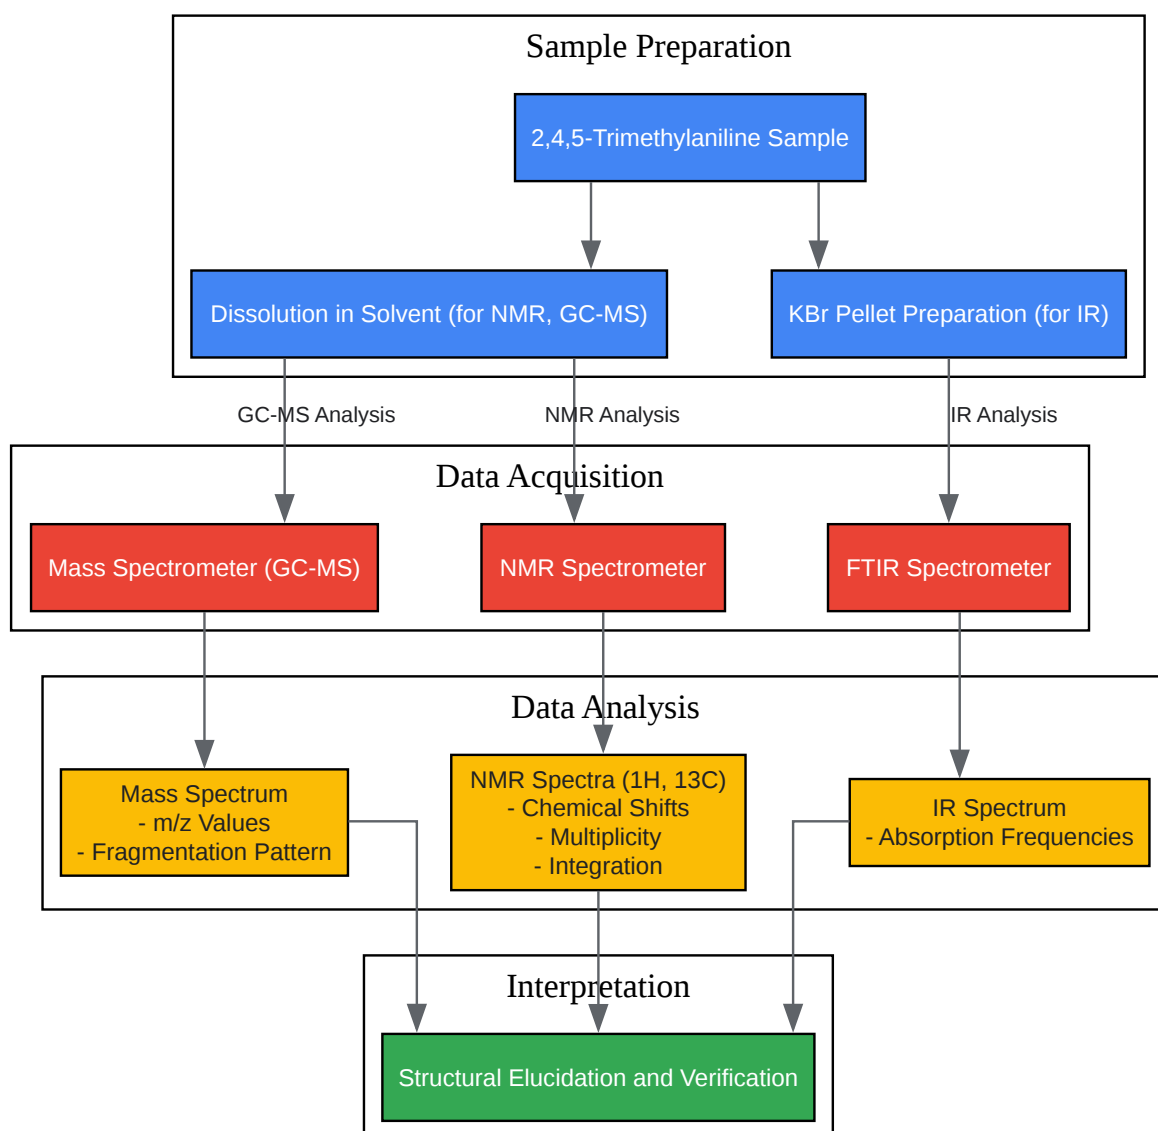 Sample Preparation
2,4,5-Trimethylaniline Sample
Dissolution in Solvent (for NMR, GC-MS)
KBr Pellet Preparation (for IR)
GC-MS Analysis
NMR Analysis
IR Analysis
Data Acquisition
Mass Spectrometer (GC-MS)
NMR Spectrometer
FTIR Spectrometer
Data Analysis
Mass Spectrum
- m/z Values
- Fragmentation Pattern
NMR Spectra (1H, 13C)
- Chemical Shifts
- Multiplicity
- Integration
IR Spectrum
- Absorption Frequencies
Interpretation
Structural Elucidation and Verification